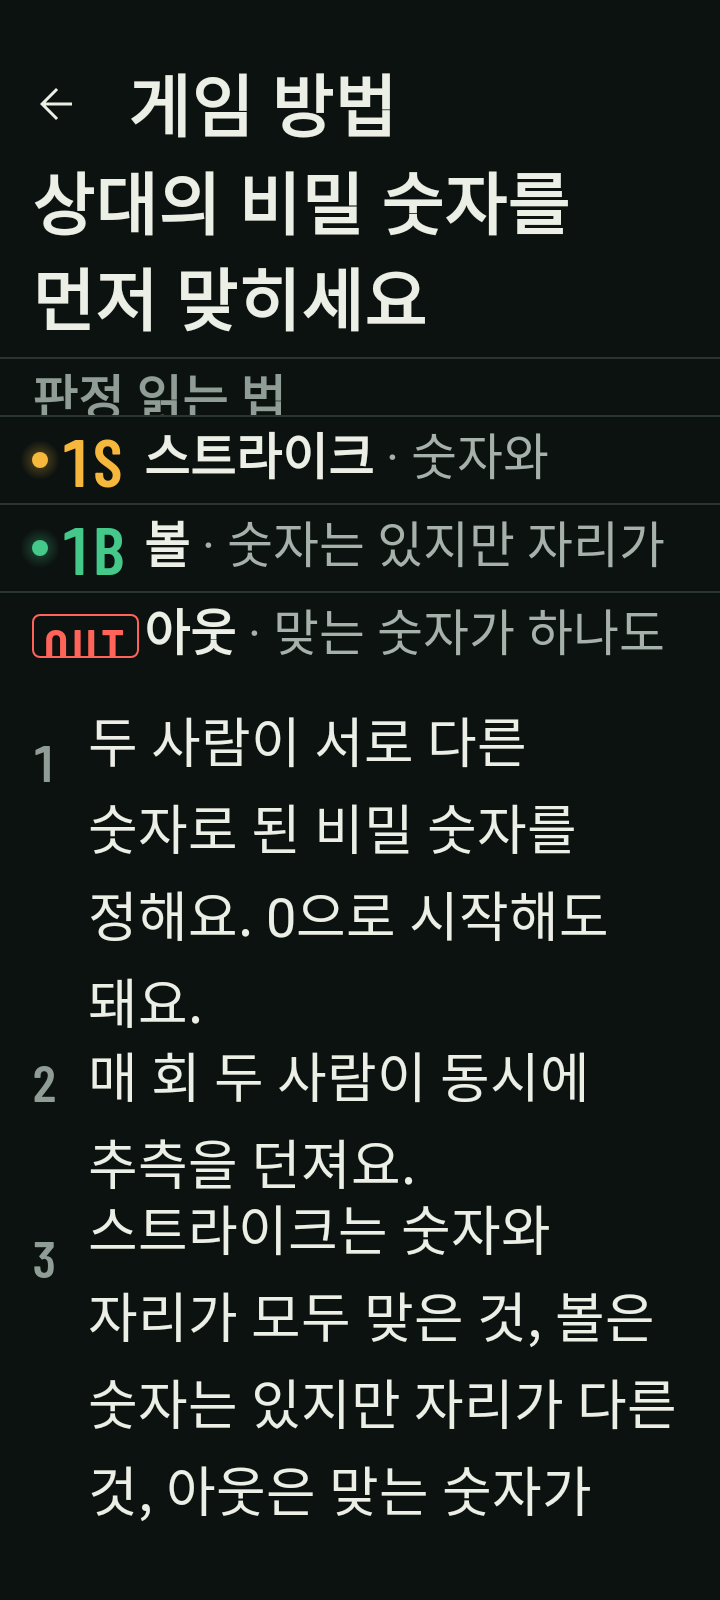 게임 방법
상대의 비밀 숫자를
먼저 맞히세요
판정 읽는 법
1S 스트라이크 · 숫자와
1B 볼 · 숫자는 있지만 자리가
OUT 아웃 · 맞는 숫자가 하나도
1 두 사람이 서로 다른
숫자로 된 비밀 숫자를
정해요. 0으로 시작해도
돼요.
2 매 회 두 사람이 동시에
추측을 던져요.
3 스트라이크는 숫자와
자리가 모두 맞은 것, 볼은
숫자는 있지만 자리가 다른
것, 아웃은 맞는 숫자가